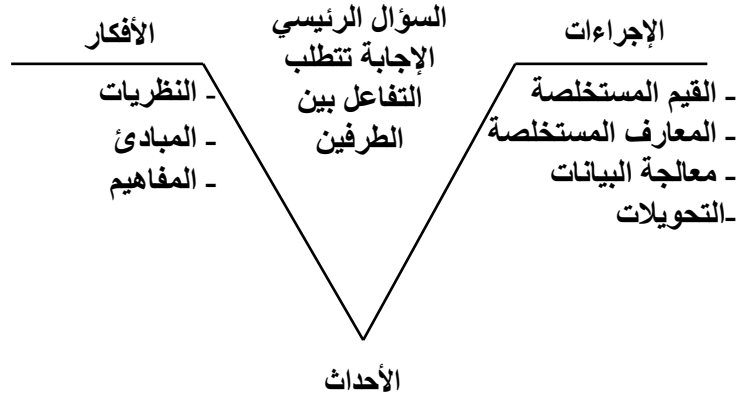 الإجراءات
- القيم المستخلصة
- المعارف المستخلصة
- معالجة البيانات
-التحويلات
السؤال الرئيسي
الإجابة تتطلب
التفاعل بين
الطرفين
الأفكار
- النظريات
- المبادئ
- المفاهيم
الأحداث